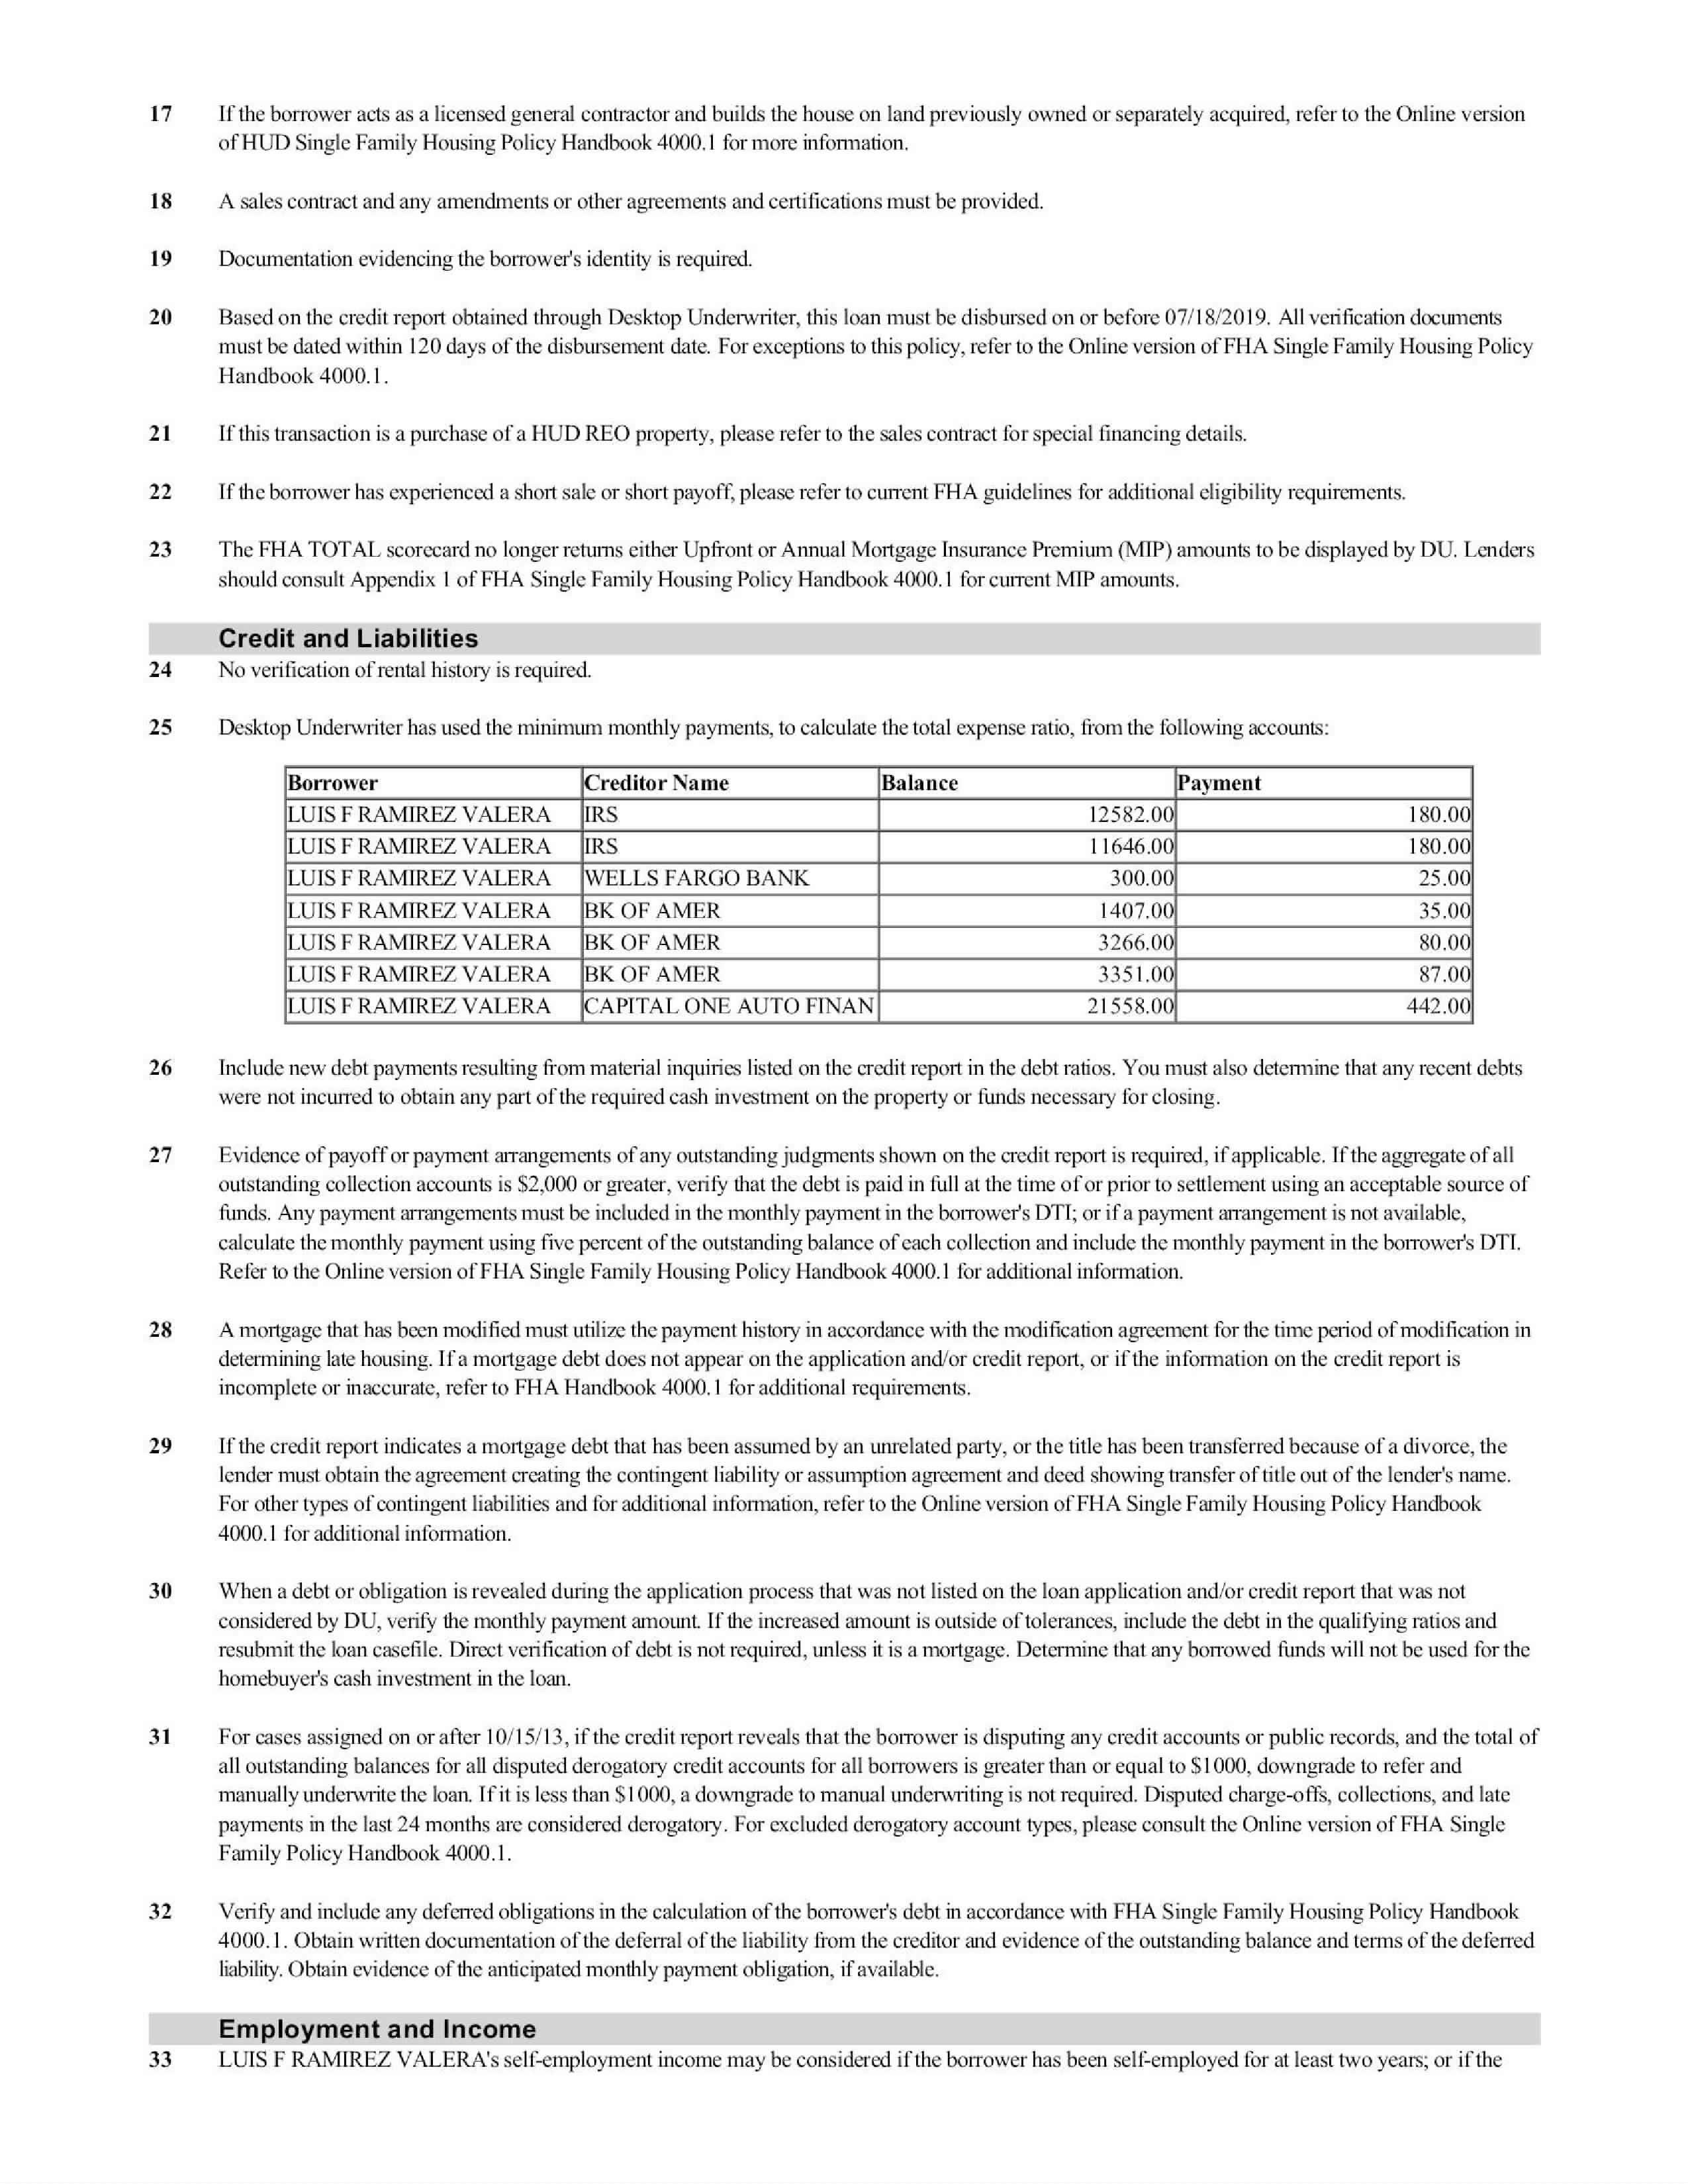 17 If the borrower acts as a licensed general contractor and builds the house on land previously owned or separately acquired, refer to the Online version
of HUD Single Family Housing Policy Handbook 4000.1 for more information.
18 A sales contract and any amendments or other agreements and certifications must be provided.
19 Documentation evidencing the borrower's identity is required.
20 Based on the credit report obtained through Desktop Underwriter, this loan must be disbursed on or before 07/18/2019. All verification documents
must be dated within 120 days of the disbursement date. For exceptions to this policy, refer to the Online version of FHA Single Family Housing Policy
Handbook 4000.1.
21 If this transaction is a purchase of a HUD REO property, please refer to the sales contract for special financing details.
22 If the borrower has experienced a short sale or short payoff, please refer to current FHA guidelines for additional eligibility requirements.
23 The FHA TOTAL scorecard no longer returns either Upfront or Annual Mortgage Insurance Premium (MIP) amounts to be displayed by DU. Lenders
should consult Appendix 1 of FHA Single Family Housing Policy Handbook 4000.1 for current MIP amounts.
Credit and Liabilities
24 No verification of rental history is required.
25 Desktop Underwriter has used the minimum monthly payments, to calculate the total expense ratio, from the following accounts:
Borrower Creditor Name Balance Payment
LUIS F RAMIREZ VALERA IRS 12582.00 180.00
LUIS F RAMIREZ VALERA IRS 11646.00 180.00
LUIS F RAMIREZ VALERA WELLS FARGO BANK 300.00 25.00
LUIS F RAMIREZ VALERA BK OF AMER 1407.00 35.00
LUIS F RAMIREZ VALERA BK OF AMER 3266.00 80.00
LUIS F RAMIREZ VALERA BK OF AMER 3351.00 87.00
LUIS F RAMIREZ VALERA CAPITAL ONE AUTO FINAN 21558.00 442.00
26 Include new debt payments resulting from material inquiries listed on the credit report in the debt ratios. You must also determine that any recent debts
were not incurred to obtain any part of the required cash investment on the property or funds necessary for closing.
27 Evidence of payoff or payment arrangements of any outstanding judgments shown on the credit report is required, if applicable. If the aggregate of all
outstanding collection accounts is $2,000 or greater, verify that the debt is paid in full at the time of or prior to settlement using an acceptable source of
funds. Any payment arrangements must be included in the monthly payment in the borrower's DTI; or if a payment arrangement is not available,
calculate the monthly payment using five percent of the outstanding balance of each collection and include the monthly payment in the borrower's DTI.
Refer to the Online version of FHA Single Family Housing Policy Handbook 4000.1 for additional information.
28 A mortgage that has been modified must utilize the payment history in accordance with the modification agreement for the time period of modification in
determining late housing. If a mortgage debt does not appear on the application and/or credit report, or if the information on the credit report is
incomplete or inaccurate, refer to FHA Handbook 4000.1 for additional requirements.
29 If the credit report indicates a mortgage debt that has been assumed by an unrelated party, or the title has been transferred because of a divorce, the
lender must obtain the agreement creating the contingent liability or assumption agreement and deed showing transfer of title out of the lender's name.
For other types of contingent liabilities and for additional information, refer to the Online version of FHA Single Family Housing Policy Handbook
4000.1 for additional information.
30 When a debt or obligation is revealed during the application process that was not listed on the loan application and/or credit report that was not
considered by DU, verify the monthly payment amount. If the increased amount is outside of tolerances, include the debt in the qualifying ratios and
resubmit the loan casefile. Direct verification of debt is not required, unless it is a mortgage. Determine that any borrowed funds will not be used for the
homebuyer's cash investment in the loan.
31 For cases assigned on or after 10/15/13, if the credit report reveals that the borrower is disputing any credit accounts or public records, and the total of
all outstanding balances for all disputed derogatory credit accounts for all borrowers is greater than or equal to $1000, downgrade to refer and
manually underwrite the loan. If it is less than $1000, a downgrade to manual underwriting is not required. Disputed charge-offs, collections, and late
payments in the last 24 months are considered derogatory. For excluded derogatory account types, please consult the Online version of FHA Single
Family Policy Handbook 4000.1.
32 Verify and include any deferred obligations in the calculation of the borrower's debt in accordance with FHA Single Family Housing Policy Handbook
4000.1. Obtain written documentation of the deferral of the liability from the creditor and evidence of the outstanding balance and terms of the deferred
liability. Obtain evidence of the anticipated monthly payment obligation, if available.
Employment and Income
33 LUIS F RAMIREZ VALERA's self-employment income may be considered if the borrower has been self-employed for at least two years; or if the